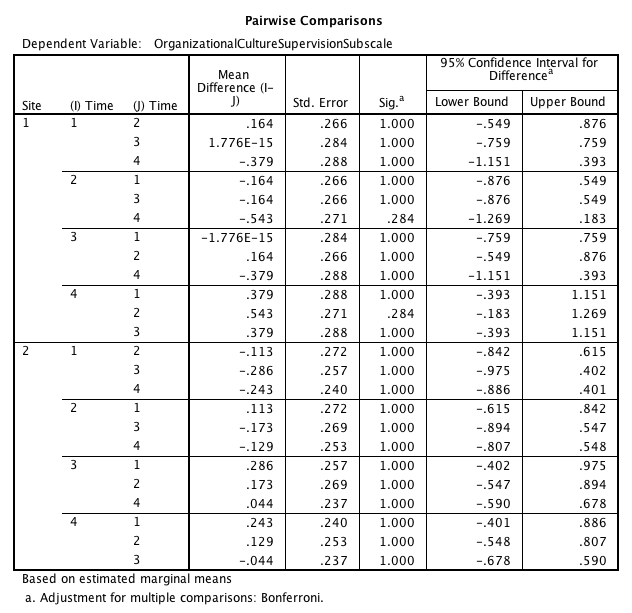 Pairwise Comparisons
Dependent Variable: OrganizationalCultureSupervisionSubscale
Site (I) Time (J) Time Mean Difference (I-J) Std. Error Sig.a 95% Confidence Interval for Differencea
Lower Bound Upper Bound
1 1 2 .164 .266 1.000 -.549 .876
3 1.776E-15 .284 1.000 -.759 .759
4 -.379 .288 1.000 -1.151 .393
2 1 -.164 .266 1.000 -.876 .549
3 -.164 .266 1.000 -.876 .549
4 -.543 .271 .284 -1.269 .183
3 1 -1.776E-15 .284 1.000 -.759 .759
2 .164 .266 1.000 -.549 .876
4 -.379 .288 1.000 -1.151 .393
4 1 .379 .288 1.000 -.393 1.151
2 .543 .271 .284 -.183 1.269
3 .379 .288 1.000 -.393 1.151
2 1 2 -.113 .272 1.000 -.842 .615
3 -.286 .257 1.000 -.975 .402
4 -.243 .240 1.000 -.886 .401
2 1 .113 .272 1.000 -.615 .842
3 -.173 .269 1.000 -.894 .547
4 -.129 .253 1.000 -.807 .548
3 1 .286 .257 1.000 -.402 .975
2 .173 .269 1.000 -.547 .894
4 .044 .237 1.000 -.590 .678
4 1 .243 .240 1.000 -.401 .886
2 .129 .253 1.000 -.548 .807
3 -.044 .237 1.000 -.678 .590
Based on estimated marginal means
a. Adjustment for multiple comparisons: Bonferroni.